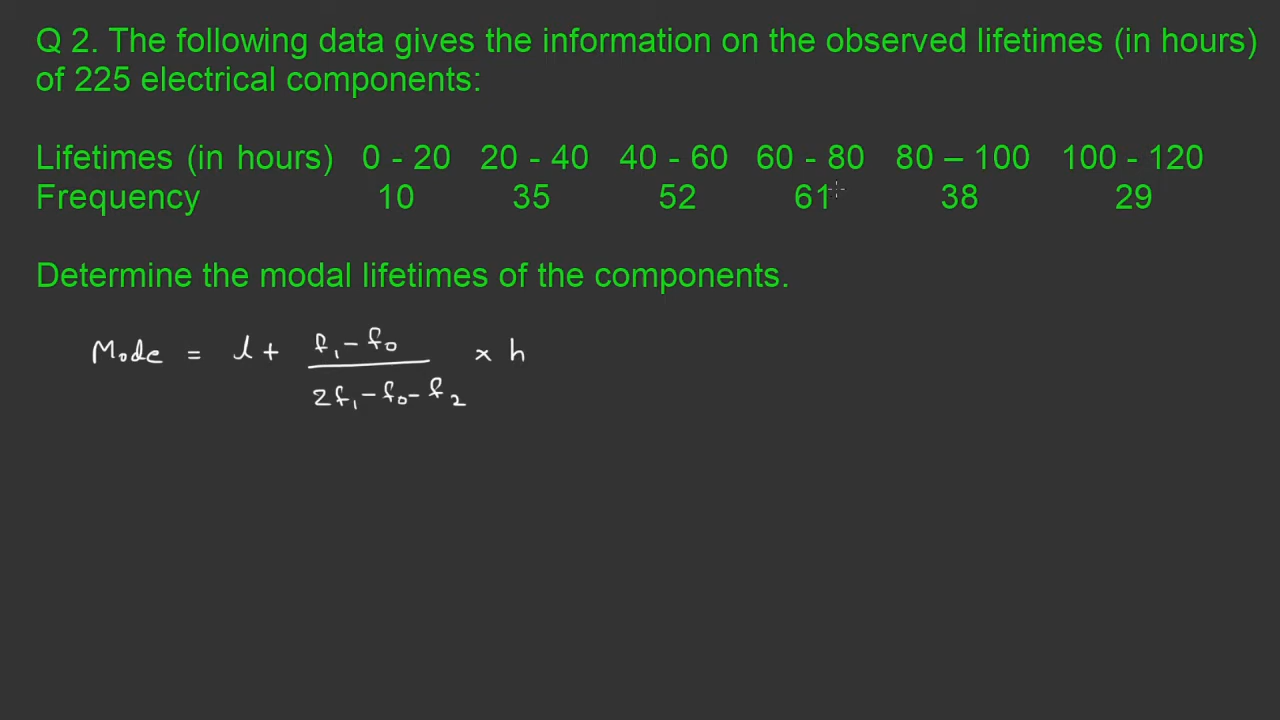 Q 2. The following data gives the information on the observed lifetimes (in hours)
of 225 electrical components:
Lifetimes (in hours) 0 - 20 20 - 40 40 - 60 60 - 80 80 – 100 100 - 120
Frequency 10 35 52 61 38 29
Determine the modal lifetimes of the components.
Mode = l + (f₁ - f₀) / (2f₁ - f₀ - f₂) × h